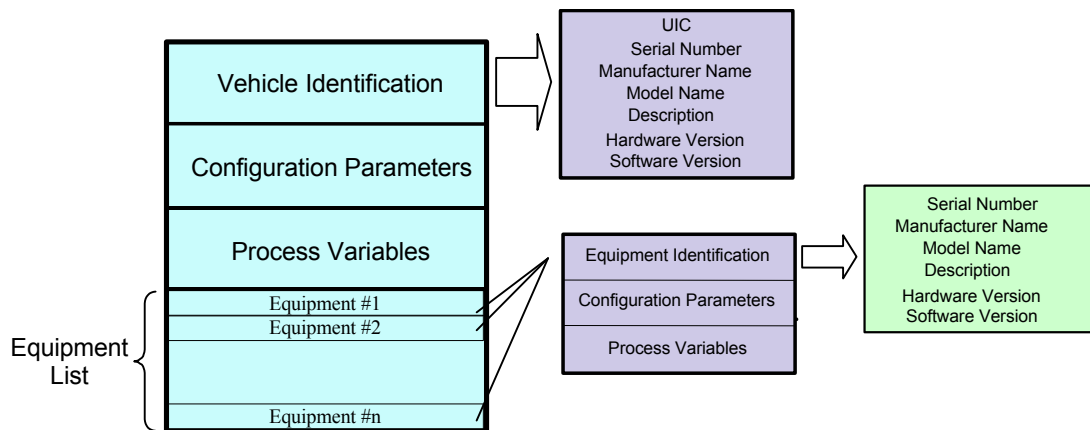 Vehicle Identification
Configuration Parameters
Process Variables
Equipment #1
Equipment #2
Equipment #n
Equipment
List
UIC
Serial Number
Manufacturer Name
Model Name
Description
Hardware Version
Software Version
Equipment Identification
Configuration Parameters
Process Variables
Serial Number
Manufacturer Name
Model Name
Description
Hardware Version
Software Version